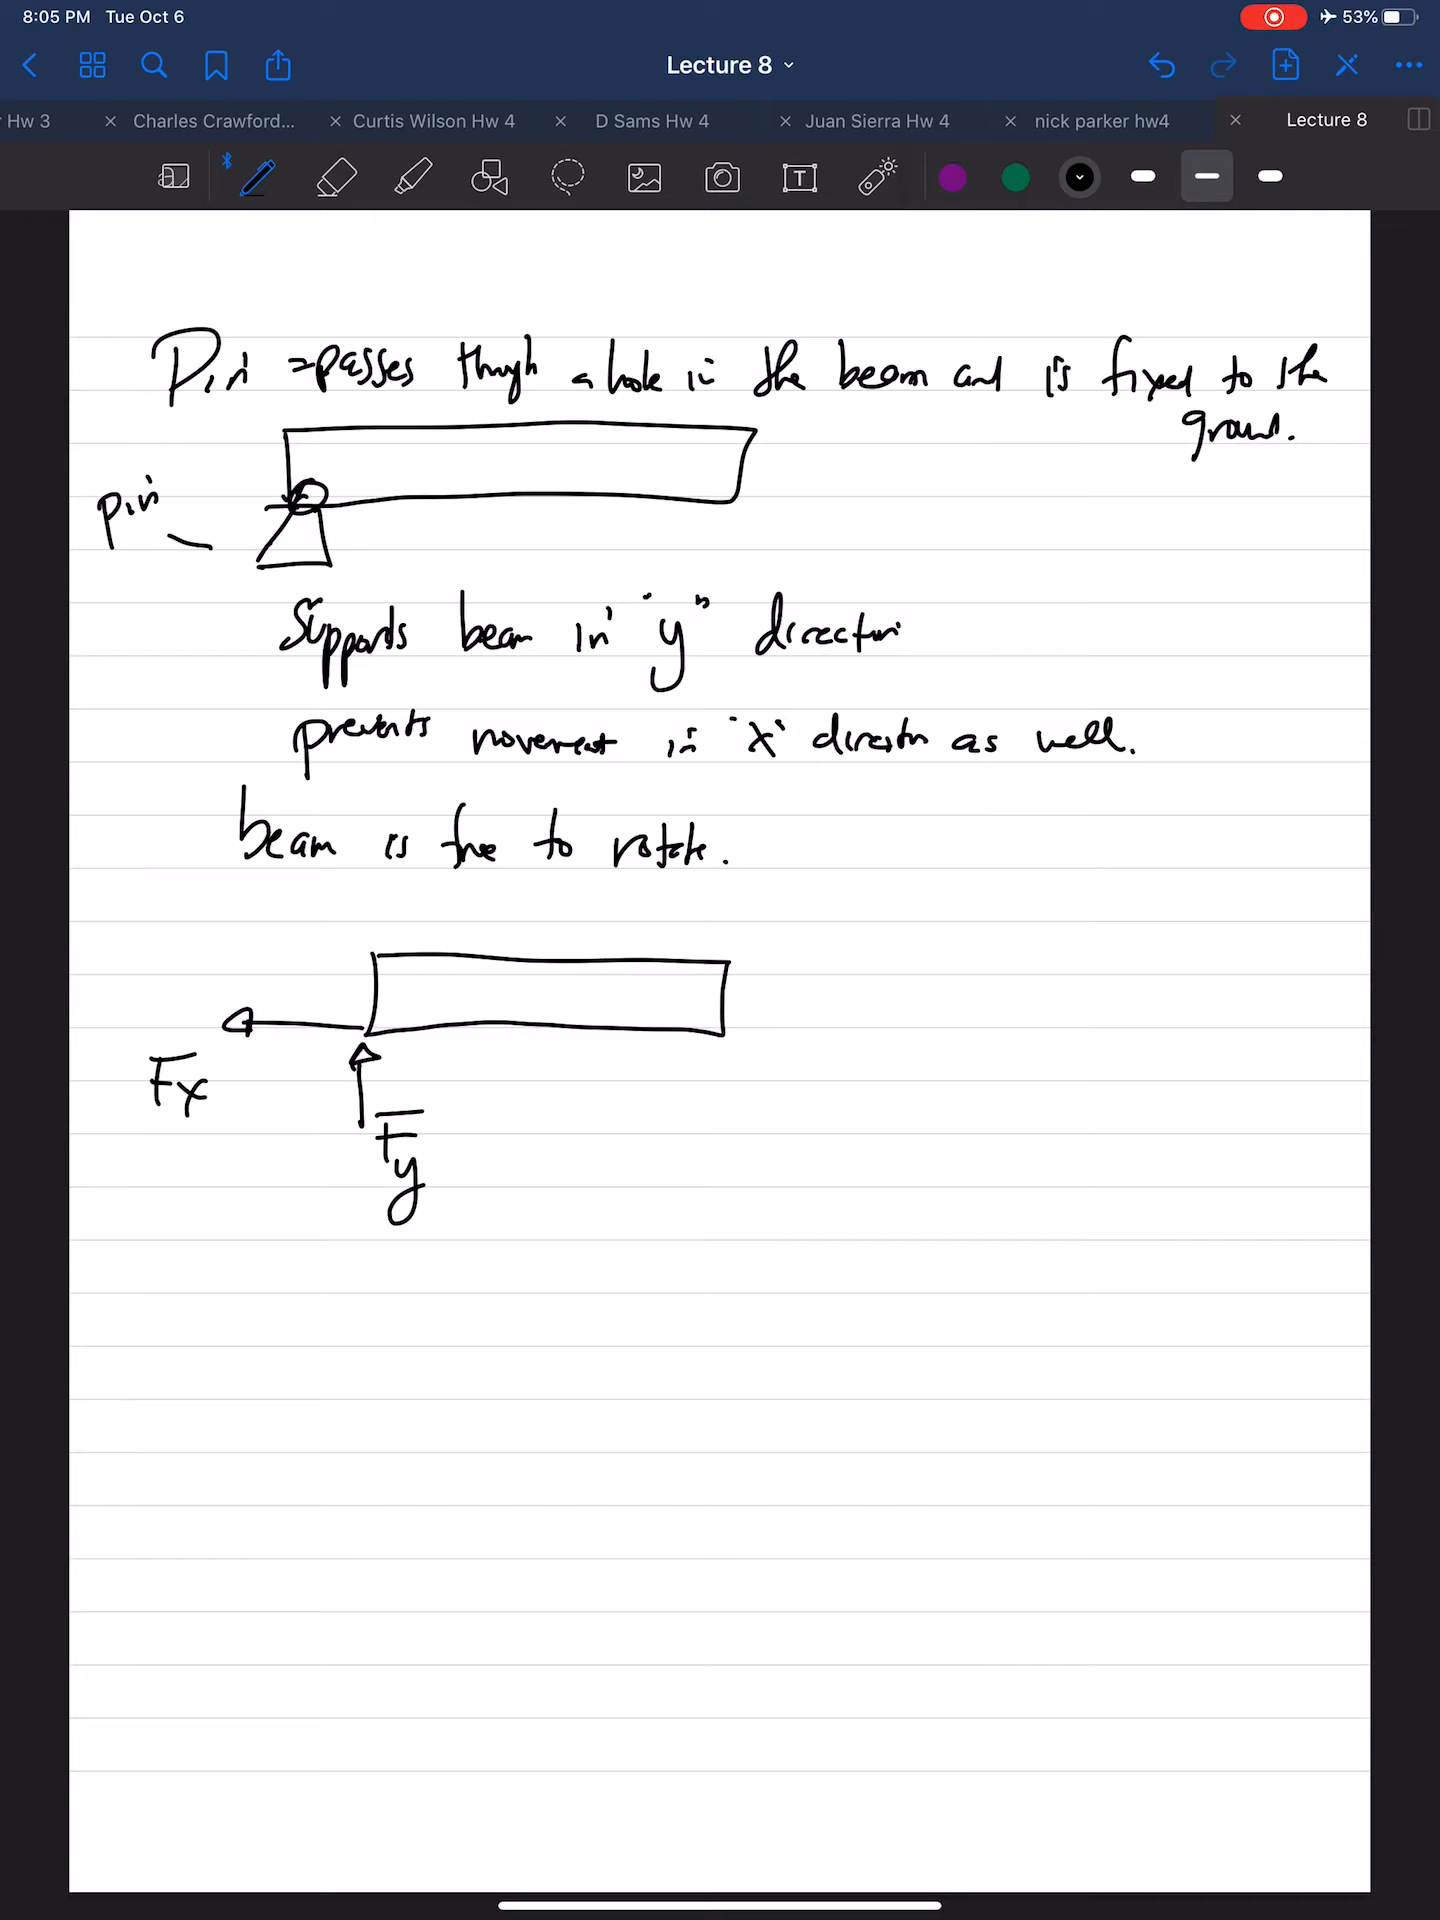 8:05 PM Tue Oct 6
53%
Lecture 8
Hw 3
Charles Crawford...
Curtis Wilson Hw 4
D Sams Hw 4
Juan Sierra Hw 4
nick parker hw4
Lecture 8
T
Pin = passes through a hole in the beam and is fixed to the
ground.
pin
Supports beam in "y" direction
prevents movement in "x" direction as well.
beam is free to rotate.
Fx
Fy